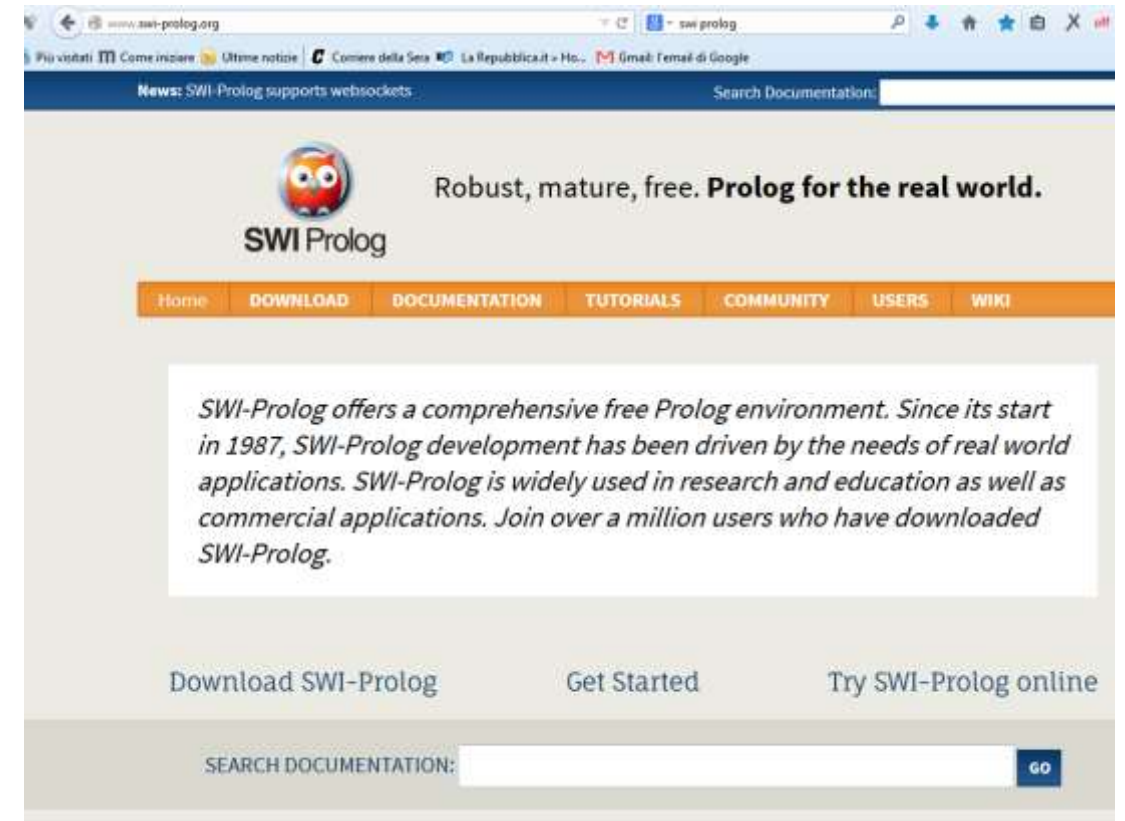 www.swi-prolog.org
swi prolog
Più visitati
Come iniziare
Ultime notizie
Corriere della Sera
La Repubblica.it » Ho...
Gmail: l'email di Google
News: SWI-Prolog supports websockets
Search Documentation:
SWI Prolog
Robust, mature, free. Prolog for the real world.
Home DOWNLOAD DOCUMENTATION TUTORIALS COMMUNITY USERS WIKI
SWI-Prolog offers a comprehensive free Prolog environment. Since its start
in 1987, SWI-Prolog development has been driven by the needs of real world
applications. SWI-Prolog is widely used in research and education as well as
commercial applications. Join over a million users who have downloaded
SWI-Prolog.
Download SWI-Prolog
Get Started
Try SWI-Prolog online
SEARCH DOCUMENTATION:
GO